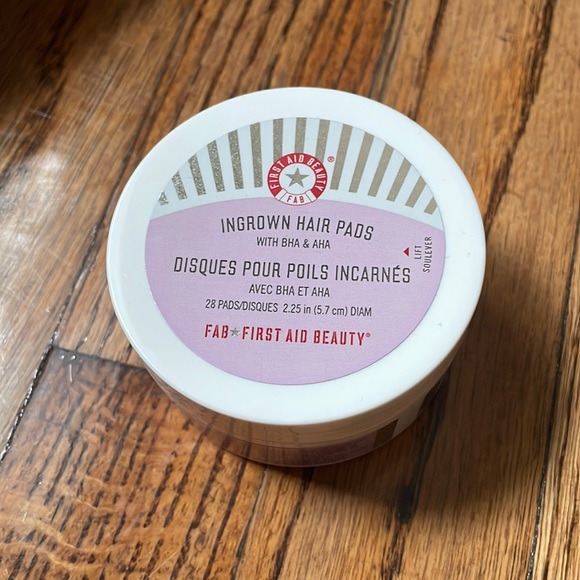 FIRST AID BEAUTY®
FAB
INGROWN HAIR PADS
WITH BHA & AHA
LIFT
SOULEVER
DISQUES POUR POILS INCARNÉS
AVEC BHA ET AHA
28 PADS/DISQUES 2.25 in (5.7 cm) DIAM
FAB★FIRST AID BEAUTY®